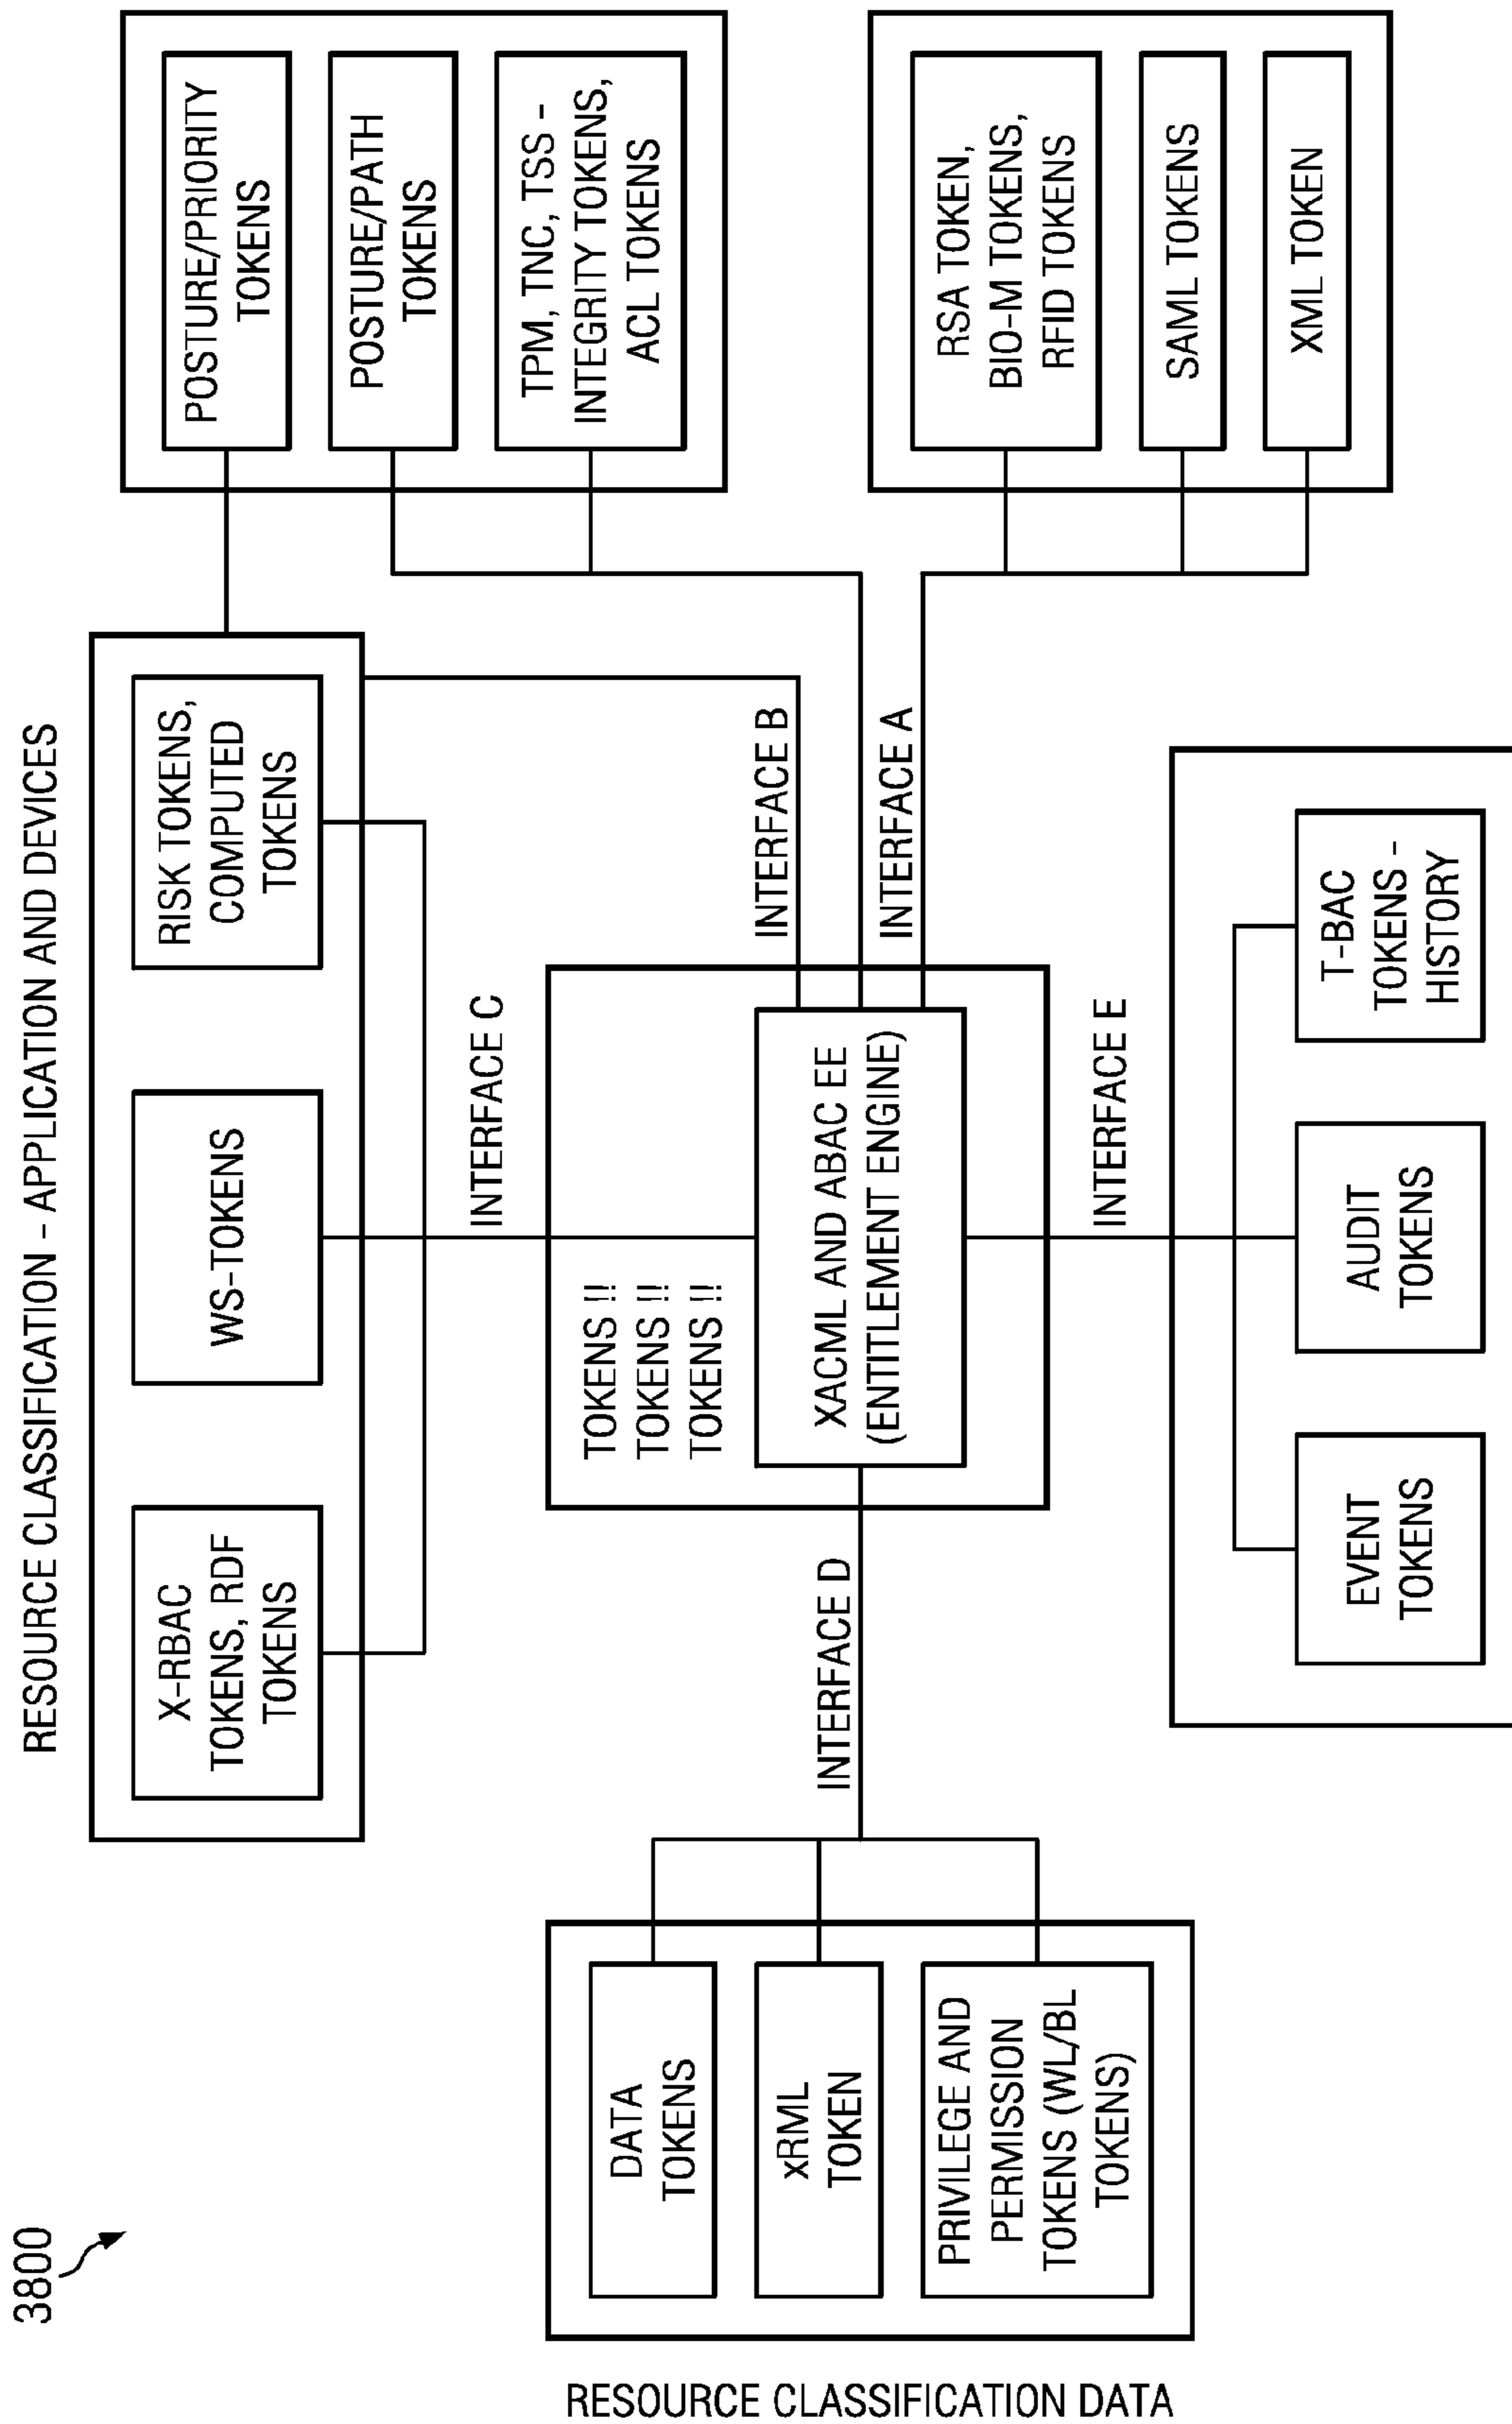 3800
RESOURCE CLASSIFICATION - APPLICATION AND DEVICES
X-RBAC
TOKENS, RDF
TOKENS
WS-TOKENS
RISK TOKENS,
COMPUTED
TOKENS
POSTURE/PRIORITY
TOKENS
POSTURE/PATH
TOKENS
TPM, TNC, TSS -
INTEGRITY TOKENS,
ACL TOKENS
INTERFACE C
INTERFACE B
INTERFACE A
TOKENS !!
TOKENS !!
TOKENS !!
XACML AND ABAC EE
(ENTITLEMENT ENGINE)
INTERFACE D
INTERFACE E
RESOURCE CLASSIFICATION DATA
DATA
TOKENS
xRML
TOKEN
PRIVILEGE AND
PERMISSION
TOKENS (WL/BL
TOKENS)
RSA TOKEN,
BIO-M TOKENS,
RFID TOKENS
SAML TOKENS
XML TOKEN
EVENT
TOKENS
AUDIT
TOKENS
T-BAC
TOKENS -
HISTORY